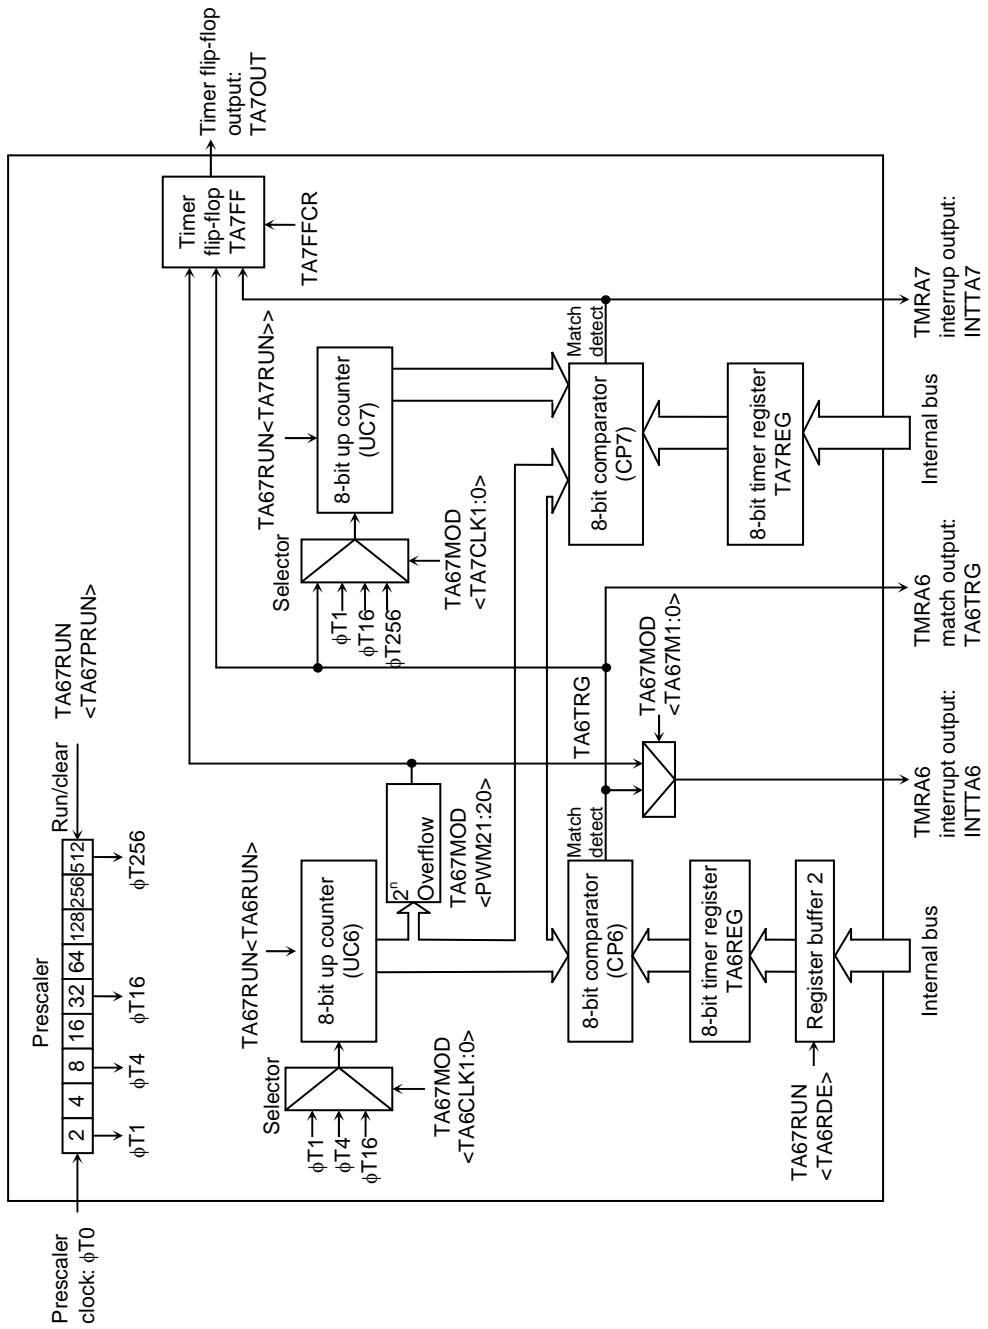 Prescaler
Prescaler
clock: ϕT0
2 4 8 16 32 64 128 256 512
Run/clear
TA67RUN
<TA67PRUN>
ϕT1
ϕT4
ϕT16
ϕT256
Selector
ϕT1
ϕT4
ϕT16
TA67MOD
<TA6CLK1:0>
TA67RUN<TA6RUN>
8-bit up counter
(UC6)
2n
Overflow
TA67MOD
<PWM21:20>
Selector
ϕT1
ϕT16
ϕT256
TA67MOD
<TA7CLK1:0>
TA67RUN<TA7RUN>>
8-bit up counter
(UC7)
Timer
flip-flop
TA7FF
TA7FFCR
Timer flip-flop
output:
TA7OUT
8-bit comparator
(CP6)
Match
detect
TA6TRG
TA67MOD
<TA67M1:0>
8-bit comparator
(CP7)
Match
detect
8-bit timer register
TA6REG
8-bit timer register
TA7REG
TA67RUN
<TA6RDE>
Register buffer 2
Internal bus
TMRA6
interrupt output:
INTTA6
TMRA6
match output:
TA6TRG
Internal bus
TMRA7
interrup output:
INTTA7